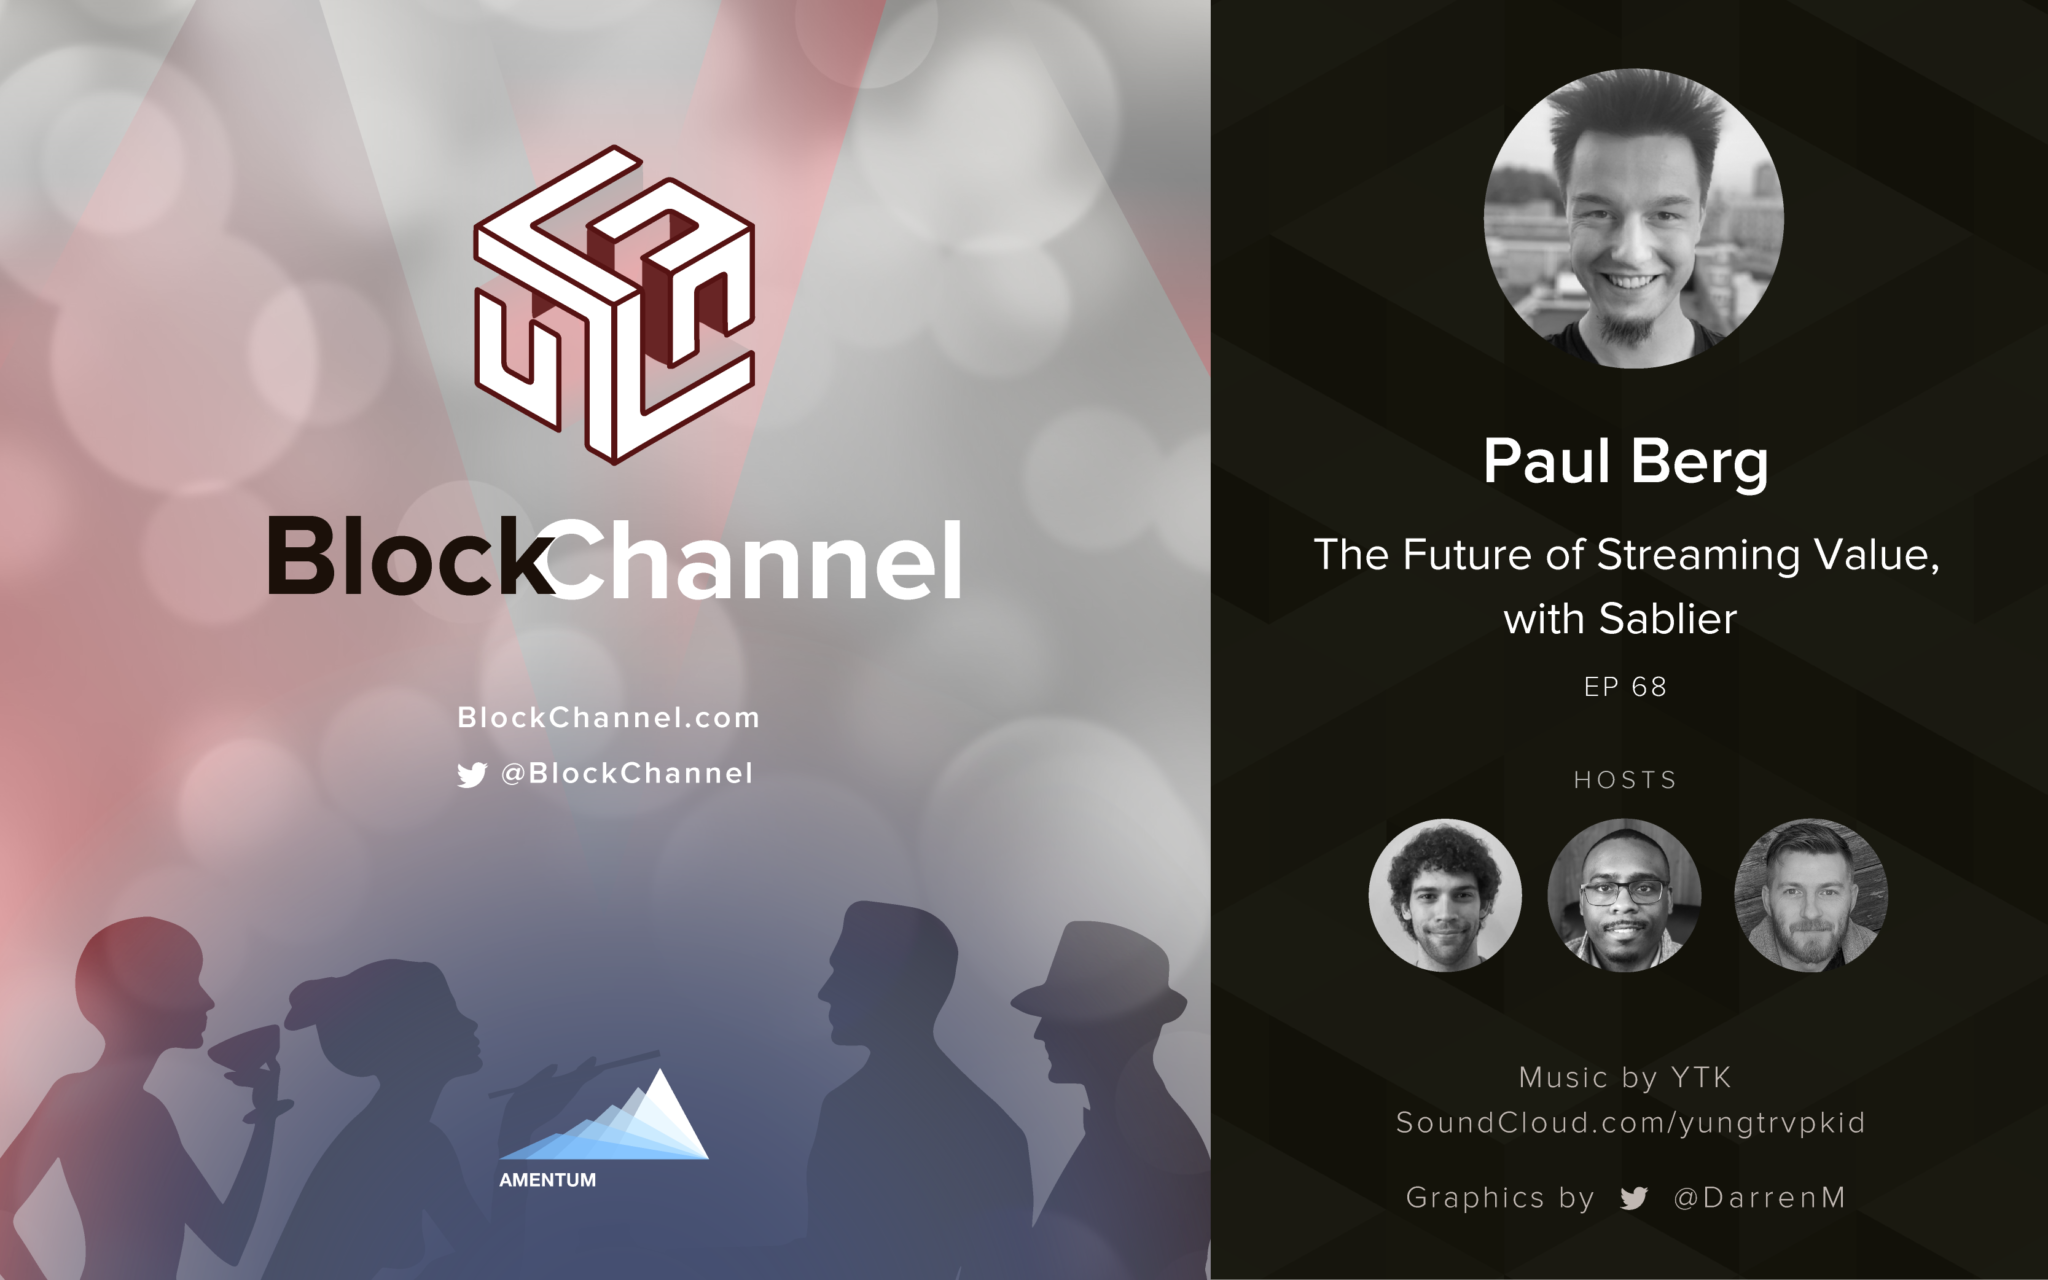 BlockChannel
BlockChannel.com
@BlockChannel
AMENTUM
Paul Berg
The Future of Streaming Value,
with Sablier
EP 68
HOSTS
Music by YTK
SoundCloud.com/yungtrvpkid
Graphics by @DarrenM